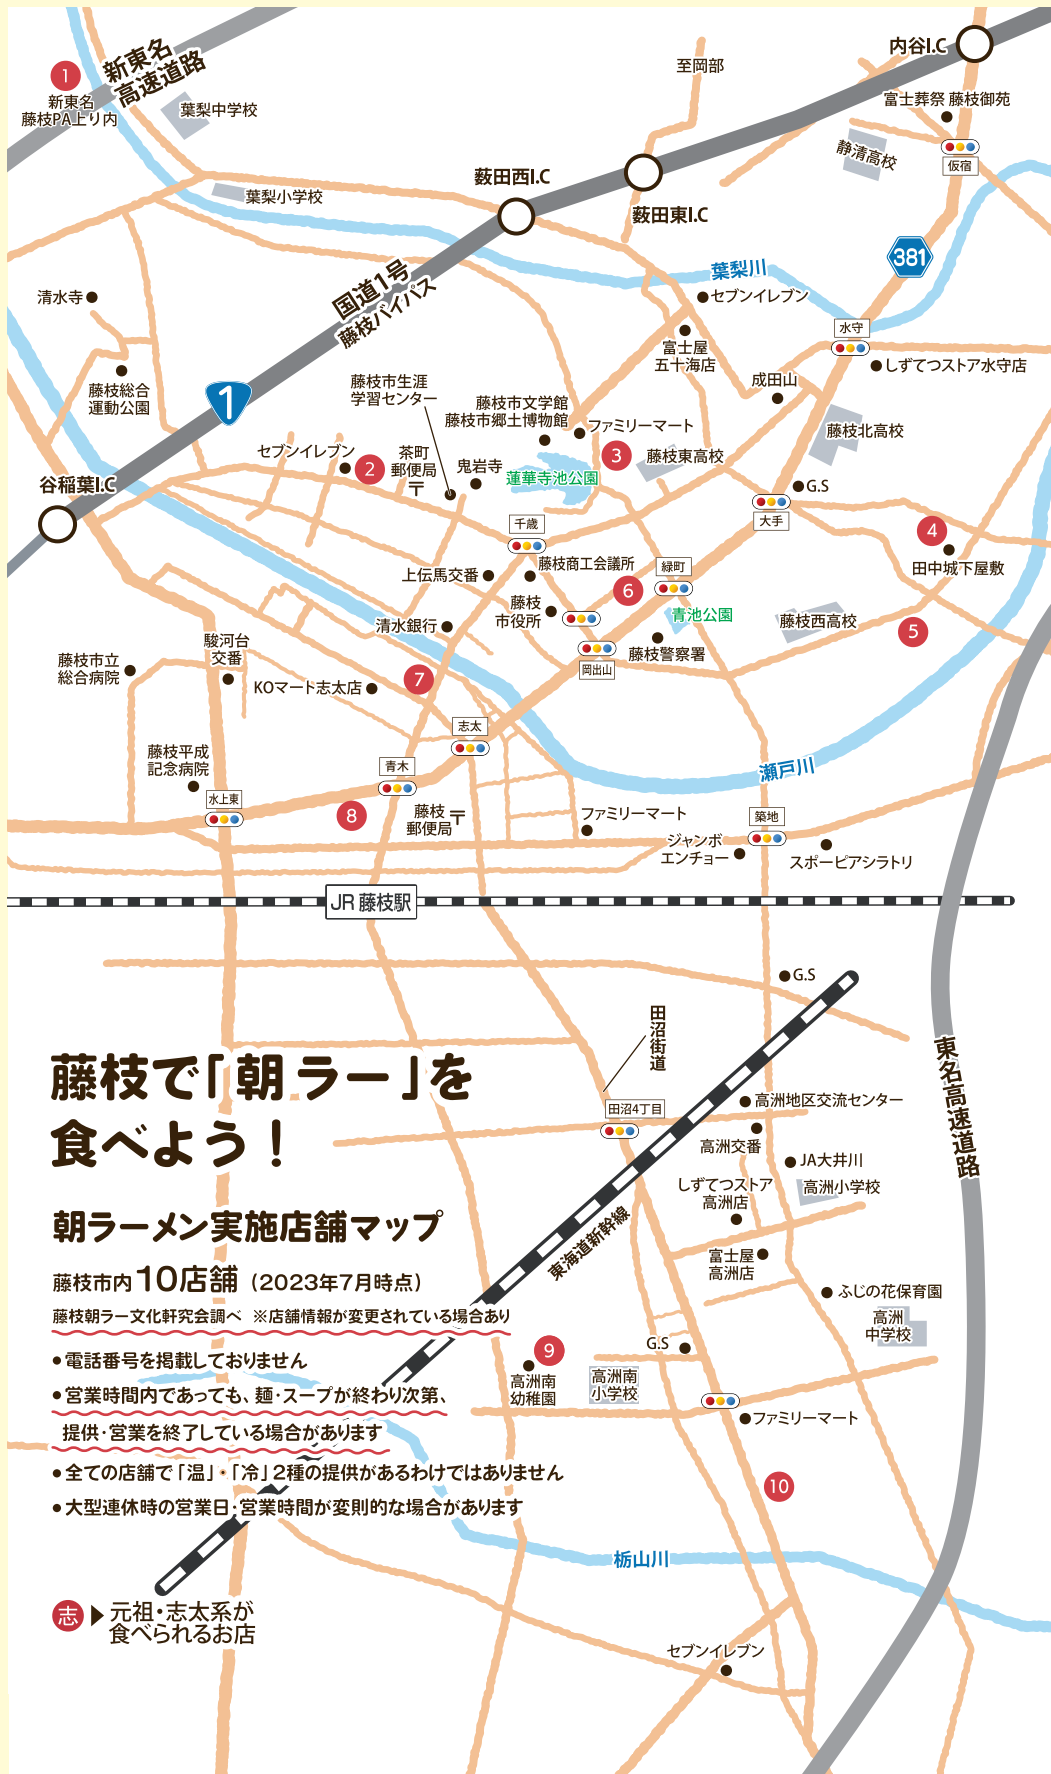 内谷I.C
新東名
高速道路
1
新東名
藤枝PA上り内
葉梨中学校
至岡部
富士葬祭 藤枝御苑
静清高校
仮宿
薮田西I.C
葉梨小学校
薮田東I.C
381
葉梨川
国道1号
藤枝バイパス
清水寺
セブンイレブン
水守
富士屋
五十海店
しずてつストア水守店
藤枝総合
運動公園
1
藤枝市生涯
学習センター
成田山
藤枝市文学館
藤枝市郷土博物館
ファミリーマート
藤枝北高校
セブンイレブン
2
茶町
郵便局
〒
鬼岩寺
3
藤枝東高校
蓮華寺池公園
谷稲葉I.C
G.S
大手
千歳
4
田中城下屋敷
上伝馬交番
藤枝商工会議所
緑町
6
藤枝
市役所
青池公園
藤枝西高校
5
清水銀行
駿河台
交番
藤枝警察署
岡出山
藤枝市立
総合病院
KOマート志太店
7
志太
藤枝平成
記念病院
青木
瀬戸川
水上東
8
藤枝
郵便局
〒
ファミリーマート
築地
ジャンボ
エンチョー
スポーピアシラトリ
JR 藤枝駅
G.S
田沼街道
東名高速道路
藤枝で「朝ラー」を
食べよう！
田沼4丁目
高洲地区交流センター
高洲交番
JA大井川
しずてつストア
高洲店
高洲小学校
朝ラーメン実施店舗マップ
東海道新幹線
富士屋
高洲店
藤枝市内10店舗（2023年7月時点）
ふじの花保育園
藤枝朝ラー文化軒究会調べ ※店舗情報が変更されている場合あり
高洲
中学校
G.S
9
•電話番号を掲載しておりません
高洲南
幼稚園
高洲南
小学校
•営業時間内であっても、麺・スープが終わり次第、
提供・営業を終了している場合があります
ファミリーマート
•全ての店舗で「温」・「冷」2種の提供があるわけではありません
10
•大型連休時の営業日・営業時間が変則的な場合があります
栃山川
志▶元祖・志太系が
食べられるお店
セブンイレブン